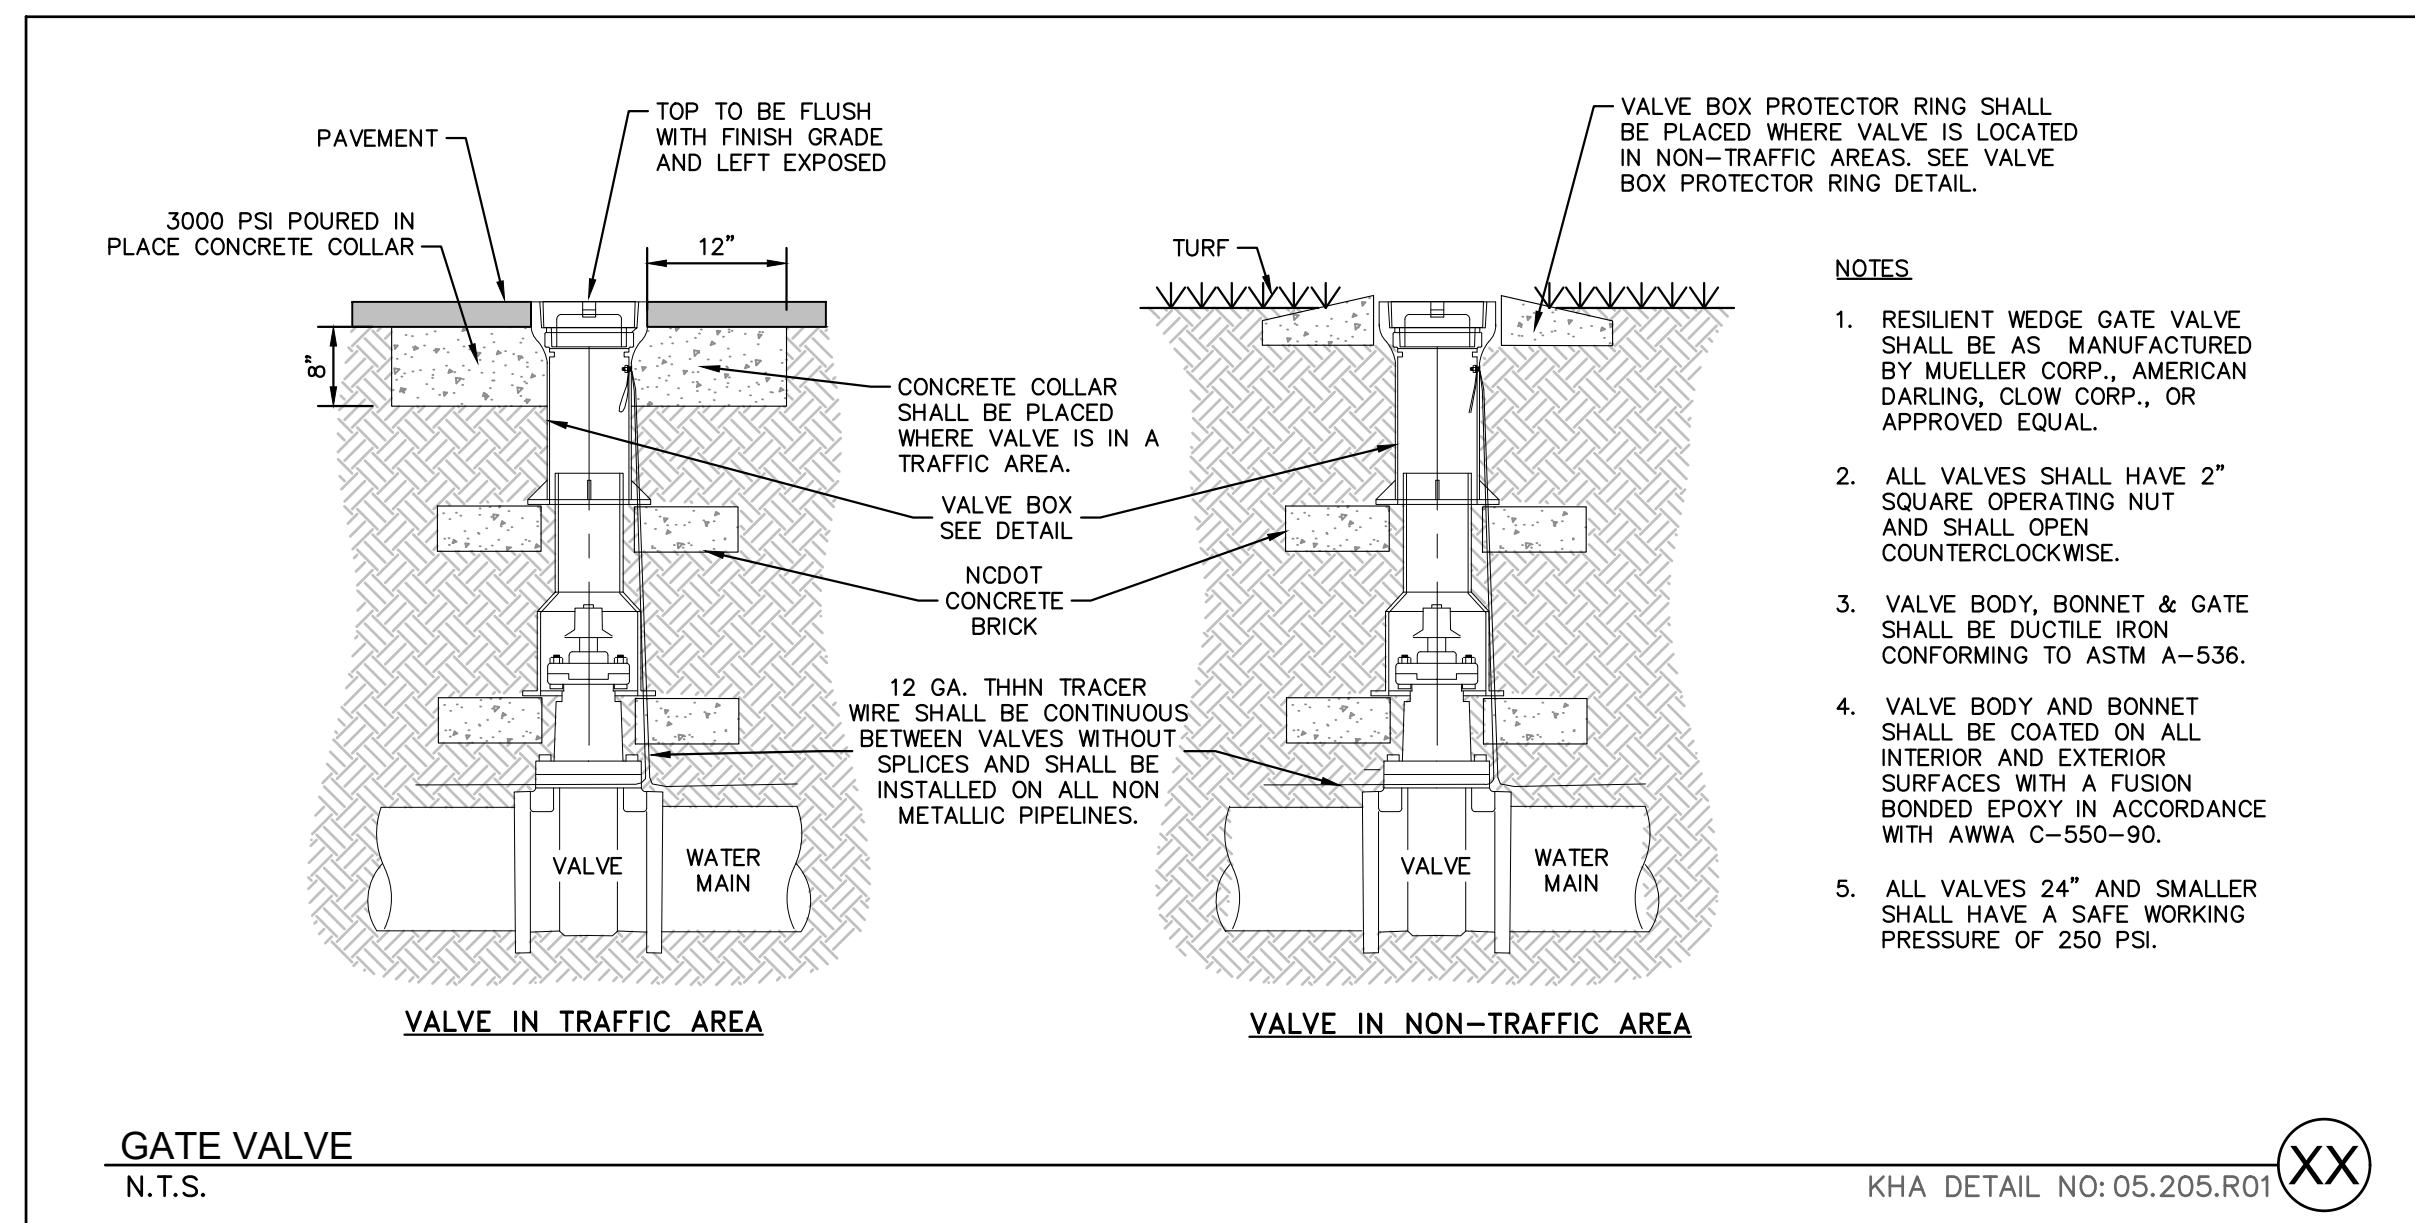 PAVEMENT
TOP TO BE FLUSH
WITH FINISH GRADE
AND LEFT EXPOSED
3000 PSI POURED IN
PLACE CONCRETE COLLAR
12"
8"
CONCRETE COLLAR
SHALL BE PLACED
WHERE VALVE IS IN A
TRAFFIC AREA.
VALVE BOX
SEE DETAIL
NCDOT
CONCRETE
BRICK
12 GA. THHN TRACER
WIRE SHALL BE CONTINUOUS
BETWEEN VALVES WITHOUT
SPLICES AND SHALL BE
INSTALLED ON ALL NON
METALLIC PIPELINES.
VALVE
WATER
MAIN
VALVE IN TRAFFIC AREA
VALVE BOX PROTECTOR RING SHALL
BE PLACED WHERE VALVE IS LOCATED
IN NON-TRAFFIC AREAS. SEE VALVE
BOX PROTECTOR RING DETAIL.
TURF
VALVE
WATER
MAIN
VALVE IN NON-TRAFFIC AREA
NOTES
1. RESILIENT WEDGE GATE VALVE
SHALL BE AS MANUFACTURED
BY MUELLER CORP., AMERICAN
DARLING, CLOW CORP., OR
APPROVED EQUAL.
2. ALL VALVES SHALL HAVE 2"
SQUARE OPERATING NUT
AND SHALL OPEN
COUNTERCLOCKWISE.
3. VALVE BODY, BONNET & GATE
SHALL BE DUCTILE IRON
CONFORMING TO ASTM A-536.
4. VALVE BODY AND BONNET
SHALL BE COATED ON ALL
INTERIOR AND EXTERIOR
SURFACES WITH A FUSION
BONDED EPOXY IN ACCORDANCE
WITH AWWA C-550-90.
5. ALL VALVES 24" AND SMALLER
SHALL HAVE A SAFE WORKING
PRESSURE OF 250 PSI.
GATE VALVE
N.T.S.
KHA DETAIL NO: 05.205.R01
XX